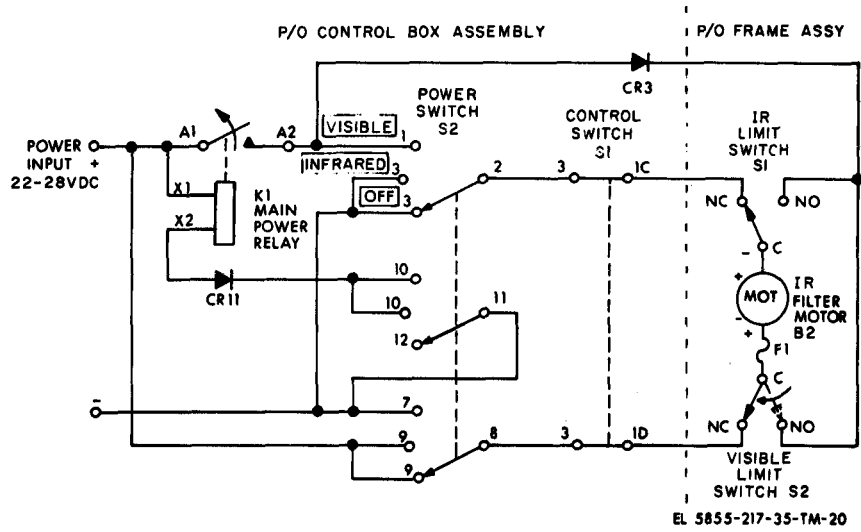 P/O CONTROL BOX ASSEMBLY
P/O FRAME ASSY
CR3
POWER
SWITCH
S2
CONTROL
SWITCH
S1
IR
LIMIT
SWITCH
S1
POWER
INPUT +
22-28VDC
A1
A2
VISIBLE
1
INFRARED
3
OFF
3
2
3
1C
NC
NO
X1
X2
K1
MAIN
POWER
RELAY
- C
+
MOT
-
+
IR
FILTER
MOTOR
B2
F1
C
CR11
10
10
11
12
-
7
9
9
8
3
1D
NC
NO
VISIBLE
LIMIT
SWITCH S2
EL 5855-217-35-TM-20